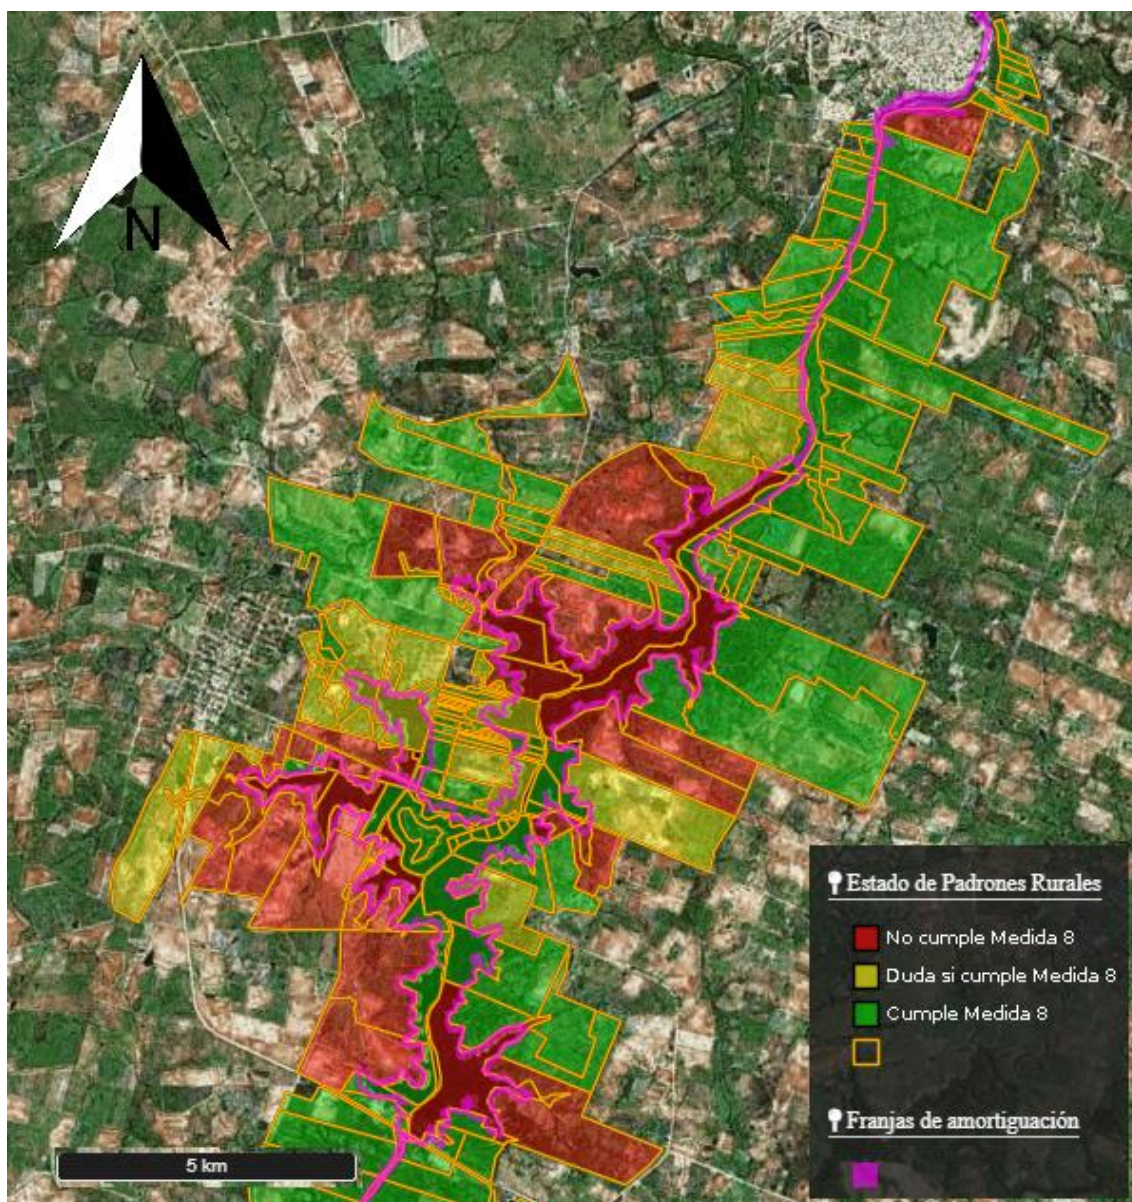 N
Estado de Padrones Rurales
No cumple Medida 8
Duda si cumple Medida 8
Cumple Medida 8
Franjas de amortiguación
5 km